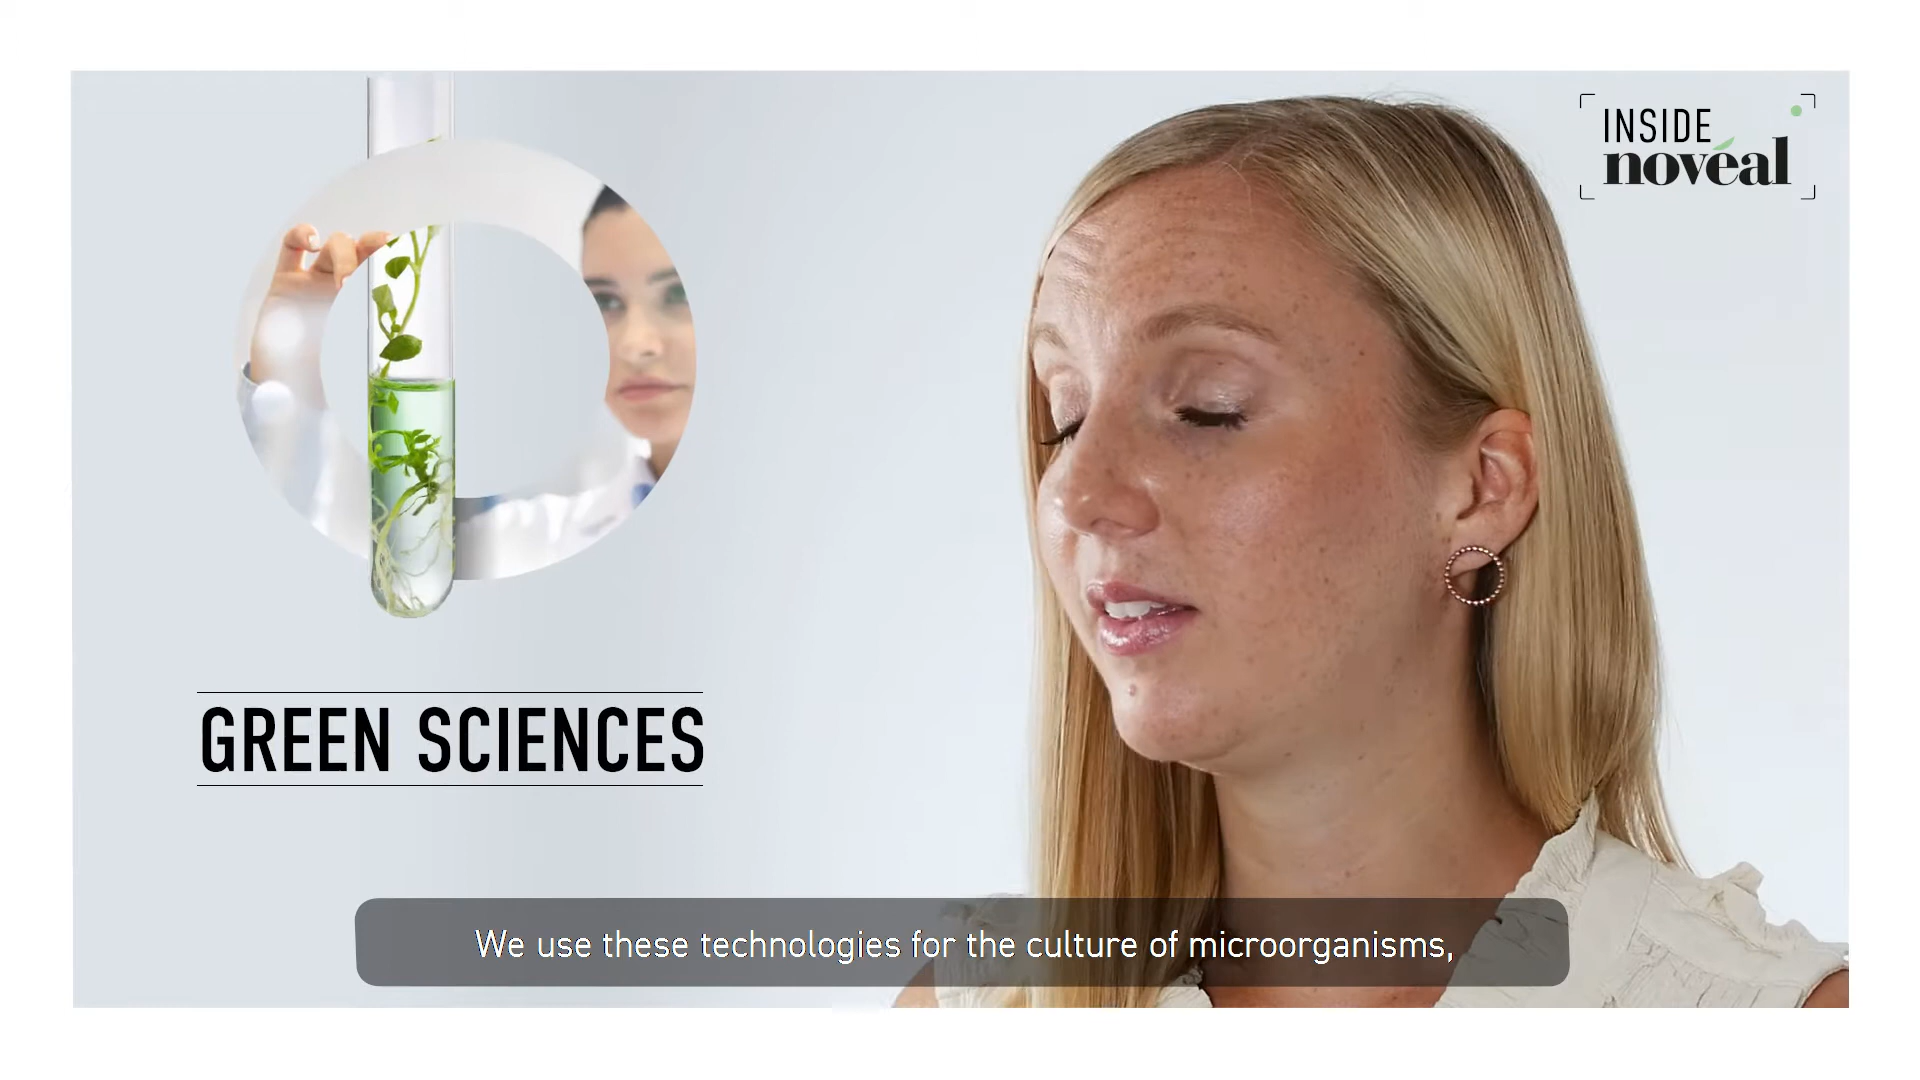 INSIDE
novéal
GREEN SCIENCES
We use these technologies for the culture of microorganisms,